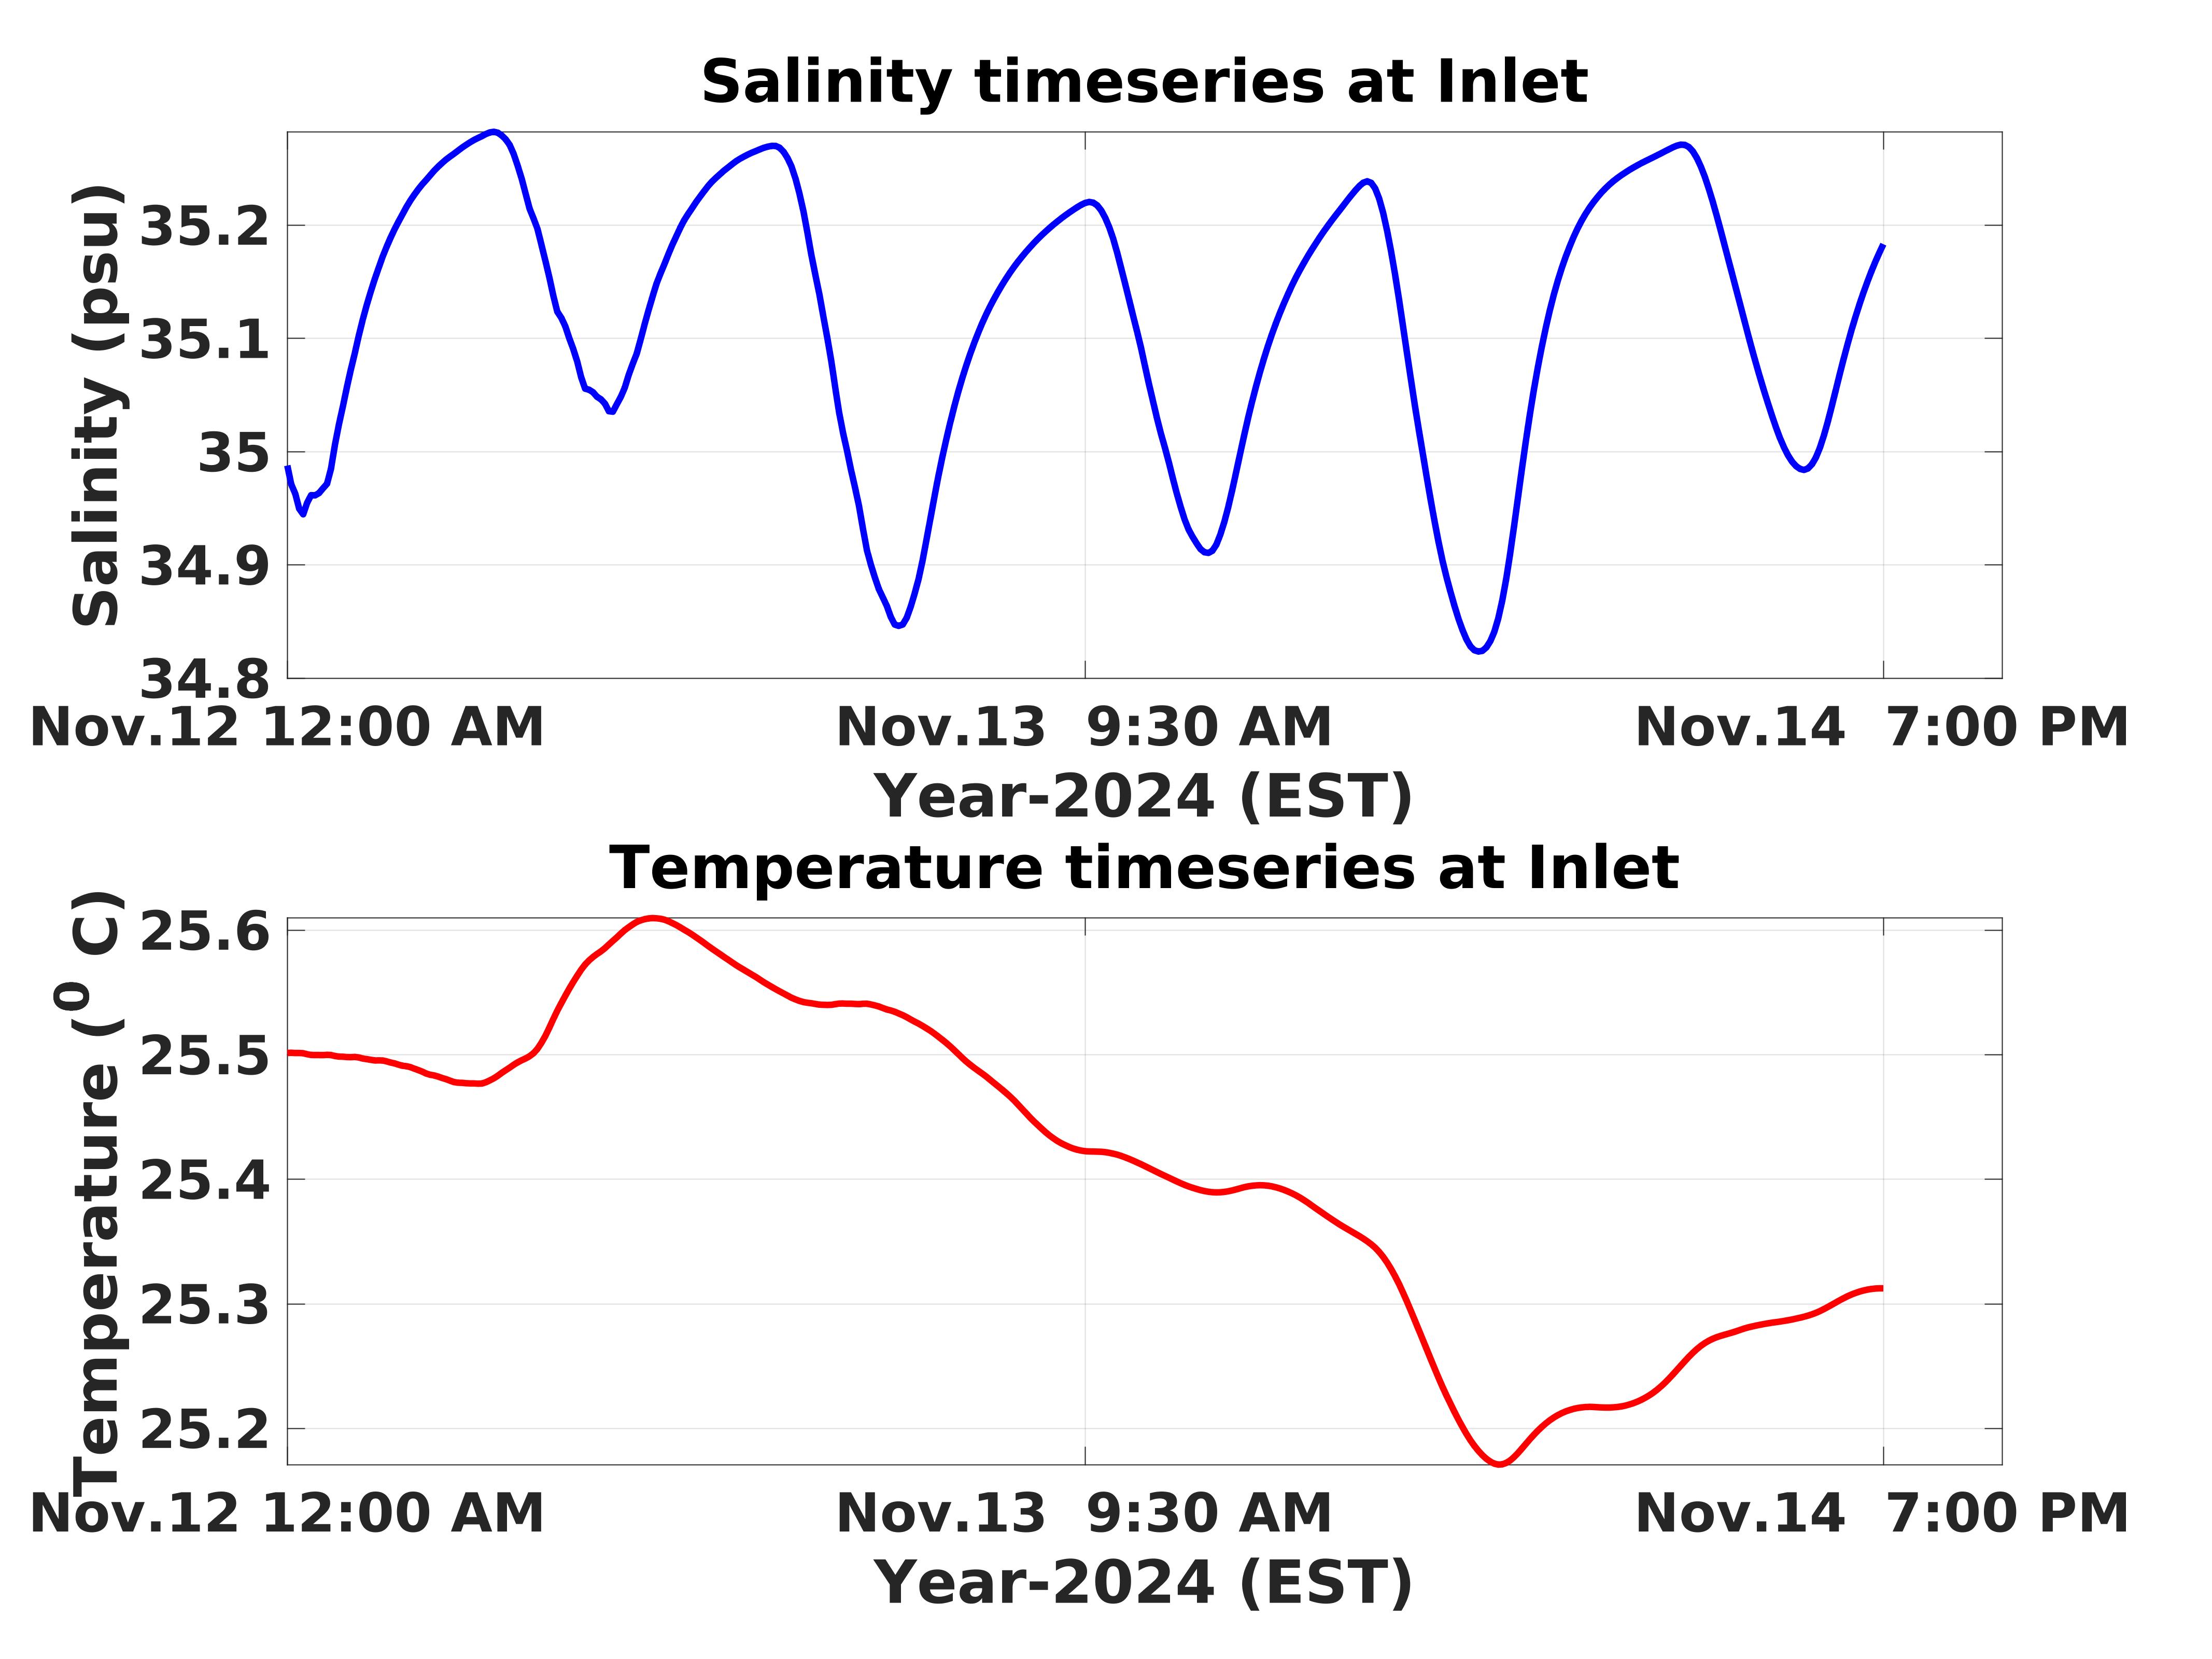 Salinity timeseries at Inlet
Salinity (psu)
35.2
35.1
35
34.9
34.8
Nov.12 12:00 AM
Nov.13  9:30 AM
Nov.14  7:00 PM
Year-2024 (EST)
Temperature timeseries at Inlet
Temperature (⁰ C)
25.6
25.5
25.4
25.3
25.2
Nov.12 12:00 AM
Nov.13  9:30 AM
Nov.14  7:00 PM
Year-2024 (EST)